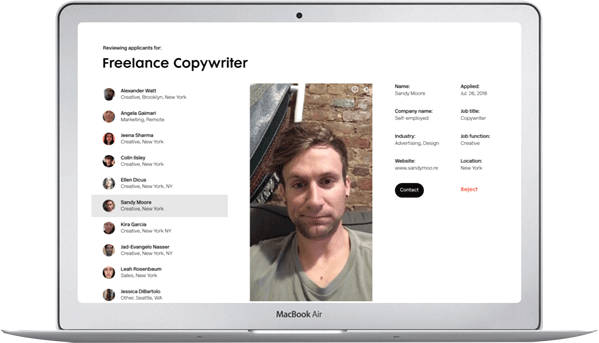 Reviewing applicants for:
Freelance Copywriter
Alexander Watt
Creative, Brooklyn, New York
Angela Gaimari
Marketing, Remote
Jeena Sharma
Creative, New York
Colin Ilsley
Creative, New York
Ellen Dicus
Creative, New York, NY
Sandy Moore
Creative, New York
Kira Garcia
Creative, New York NY
Jad-Evangelo Nasser
Creative, New York
Leah Rosenbaum
Sales, New York
Jessica DiBartolo
Other, Seattle, WA
Name:
Sandy Moore
Company name:
Self-employed
Industry:
Advertising, Design
Website:
www.sandymoo.re
Contact
Applied:
Jul. 26, 2018
Job title:
Copywriter
Job function:
Creative
Location:
New York
Reject
MacBook Air